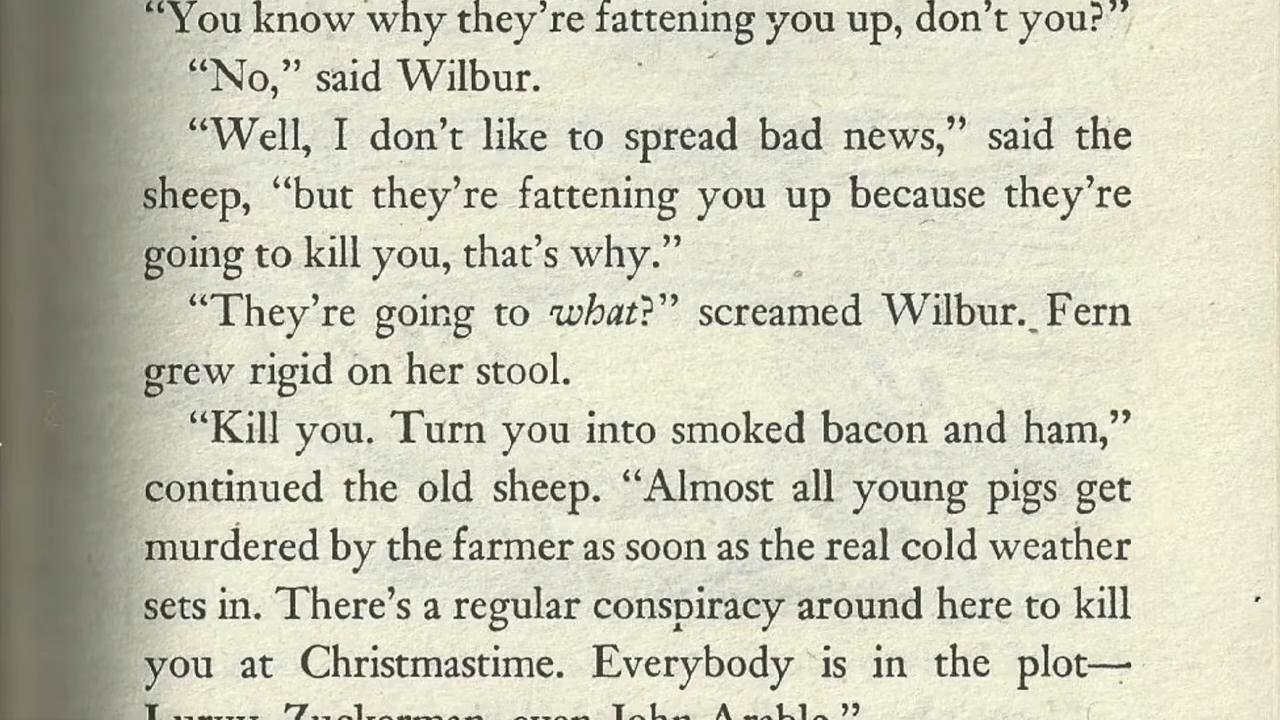 “You know why they’re fattening you up, don’t you?”
“No,” said Wilbur.
“Well, I don’t like to spread bad news,” said the
sheep, “but they’re fattening you up because they’re
going to kill you, that’s why.”
“They’re going to what?” screamed Wilbur. Fern
grew rigid on her stool.
“Kill you. Turn you into smoked bacon and ham,”
continued the old sheep. “Almost all young pigs get
murdered by the farmer as soon as the real cold weather
sets in. There’s a regular conspiracy around here to kill
you at Christmastime. Everybody is in the plot—
Lurvy, Zuckerman, even John Arable.”